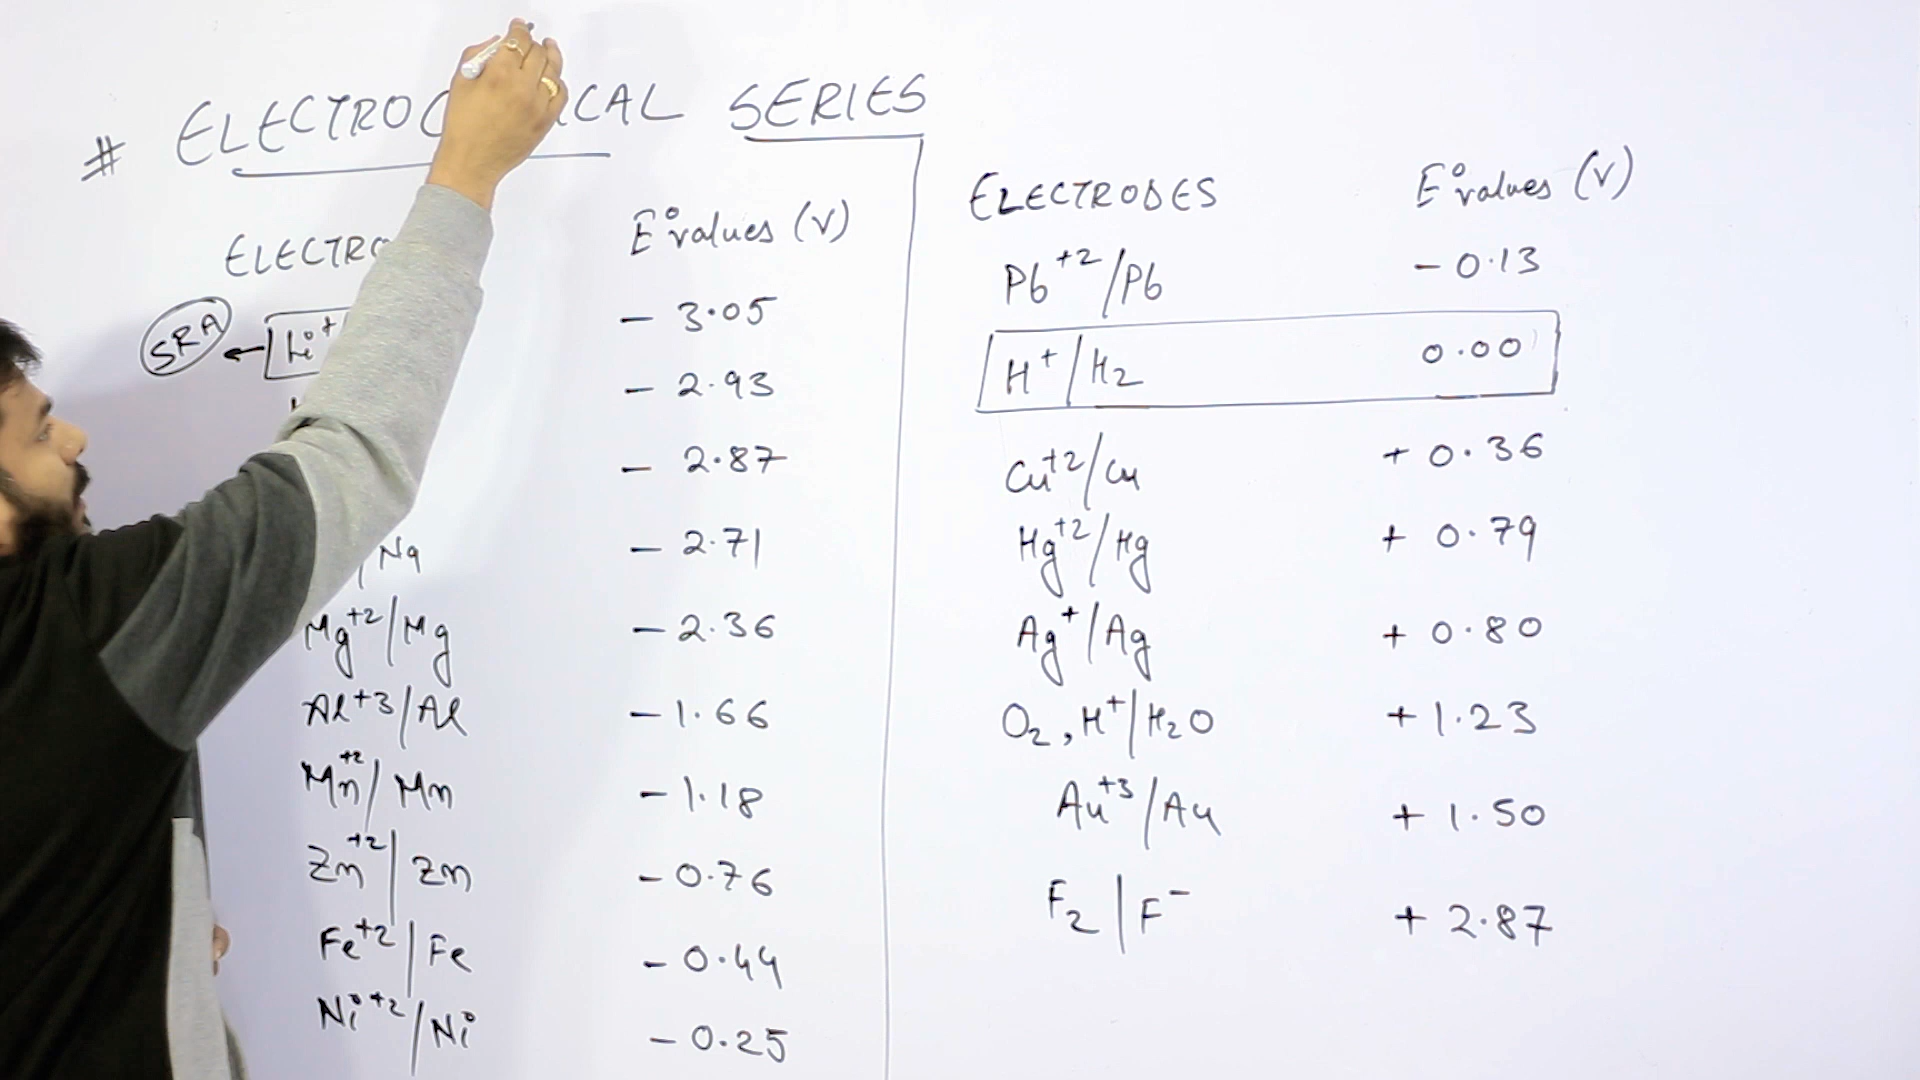 # ELECTROC ICAL SERIES
ELECTRO E° values (V)
SRA ← Li+ - 3.05
- 2.93
- 2.87
/Na - 2.71
Mg+2/Mg - 2.36
Al+3/Al - 1.66
Mn+2/Mn - 1.18
Zn+2/Zn - 0.76
Fe+2/Fe - 0.44
Ni+2/Ni - 0.25
ELECTRODES E° values (V)
Pb+2/Pb - 0.13
H+/H2 0.00
Cu+2/Cu + 0.36
Hg+2/Hg + 0.79
Ag+/Ag + 0.80
O2, H+/H2O + 1.23
Au+3/Au + 1.50
F2/F- + 2.87